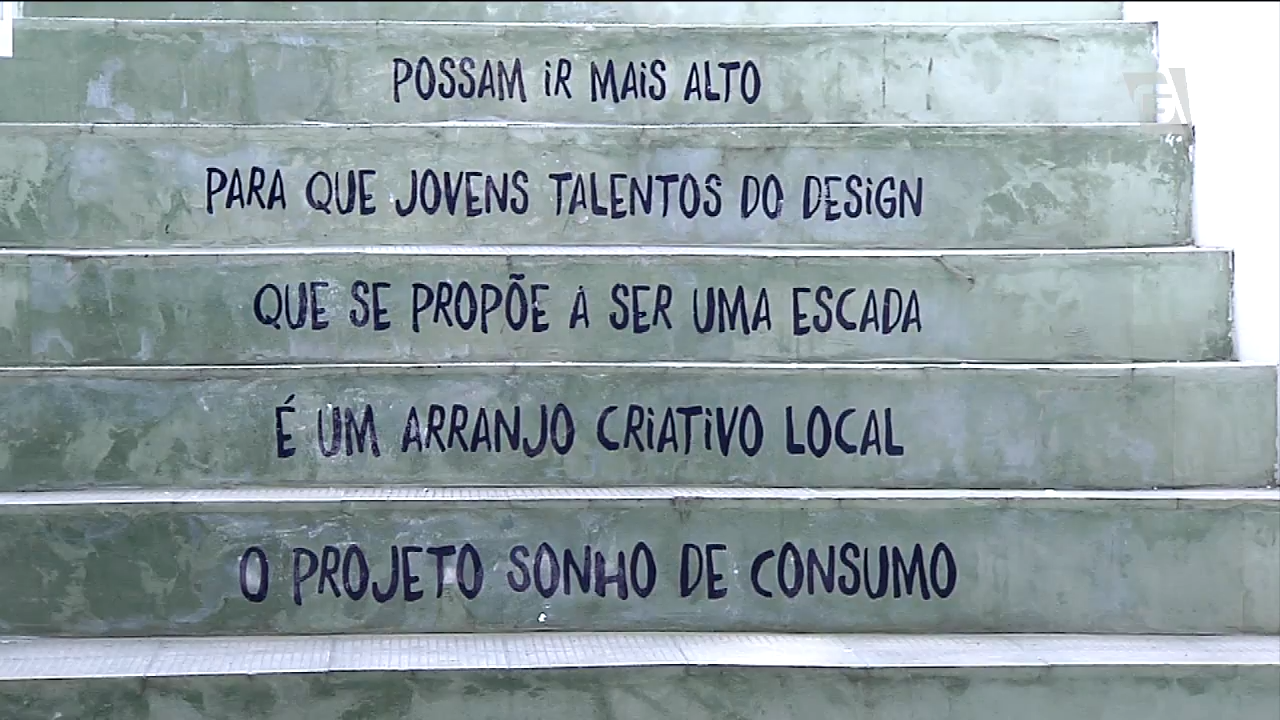 POSSAM iR MAiS ALTO
PARA QUE JOVENS TALENTOS DO DESiGN
QUE SE PROPÕE A SER UMA ESCADA
É UM ARRANJO CRiATiVO LOCAL
O PROJETO SONHO DE CONSUMO